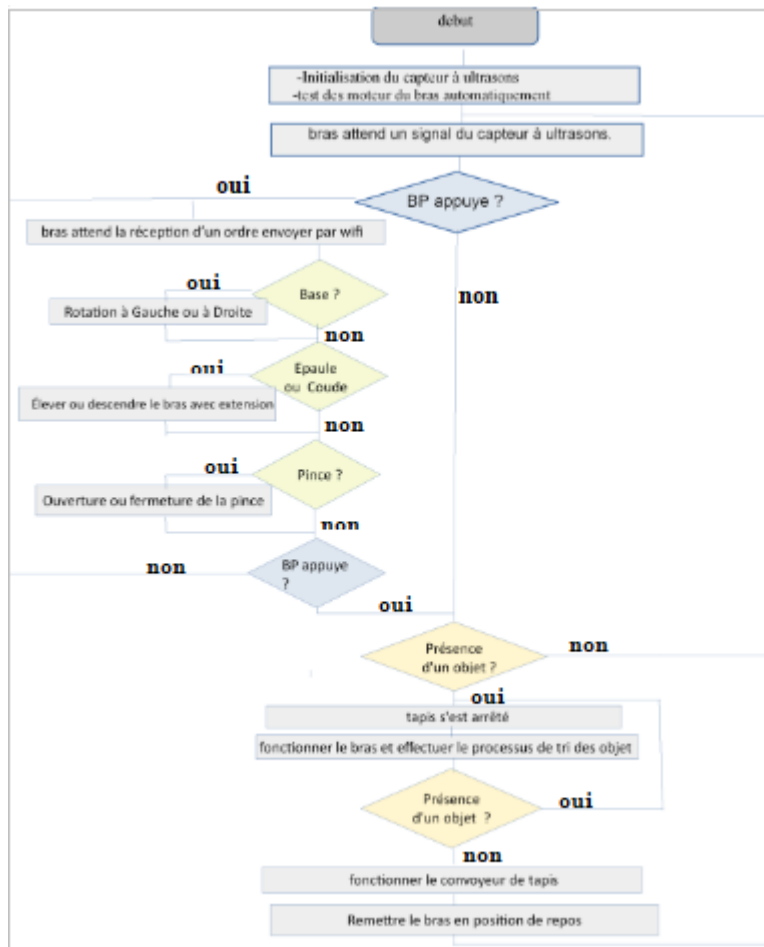 debut
-Initialisation du capteur à ultrasons
-test des moteur du bras automatiquement
bras attend un signal du capteur à ultrasons.
oui
BP appuye ?
bras attend la réception d'un ordre envoyer par wifi
oui
Base ?
non
Rotation à Gauche ou à Droite
non
oui
Epaule
ou Coude
Élever ou descendre le bras avec extension
non
oui
Pince ?
Ouverture ou fermeture de la pince
non
non
BP appuye
?
oui
Présence
d'un objet ?
non
oui
tapis s'est arrêté
fonctionner le bras et effectuer le processus de tri des objet
Présence
d'un objet ?
oui
non
fonctionner le convoyeur de tapis
Remettre le bras en position de repos